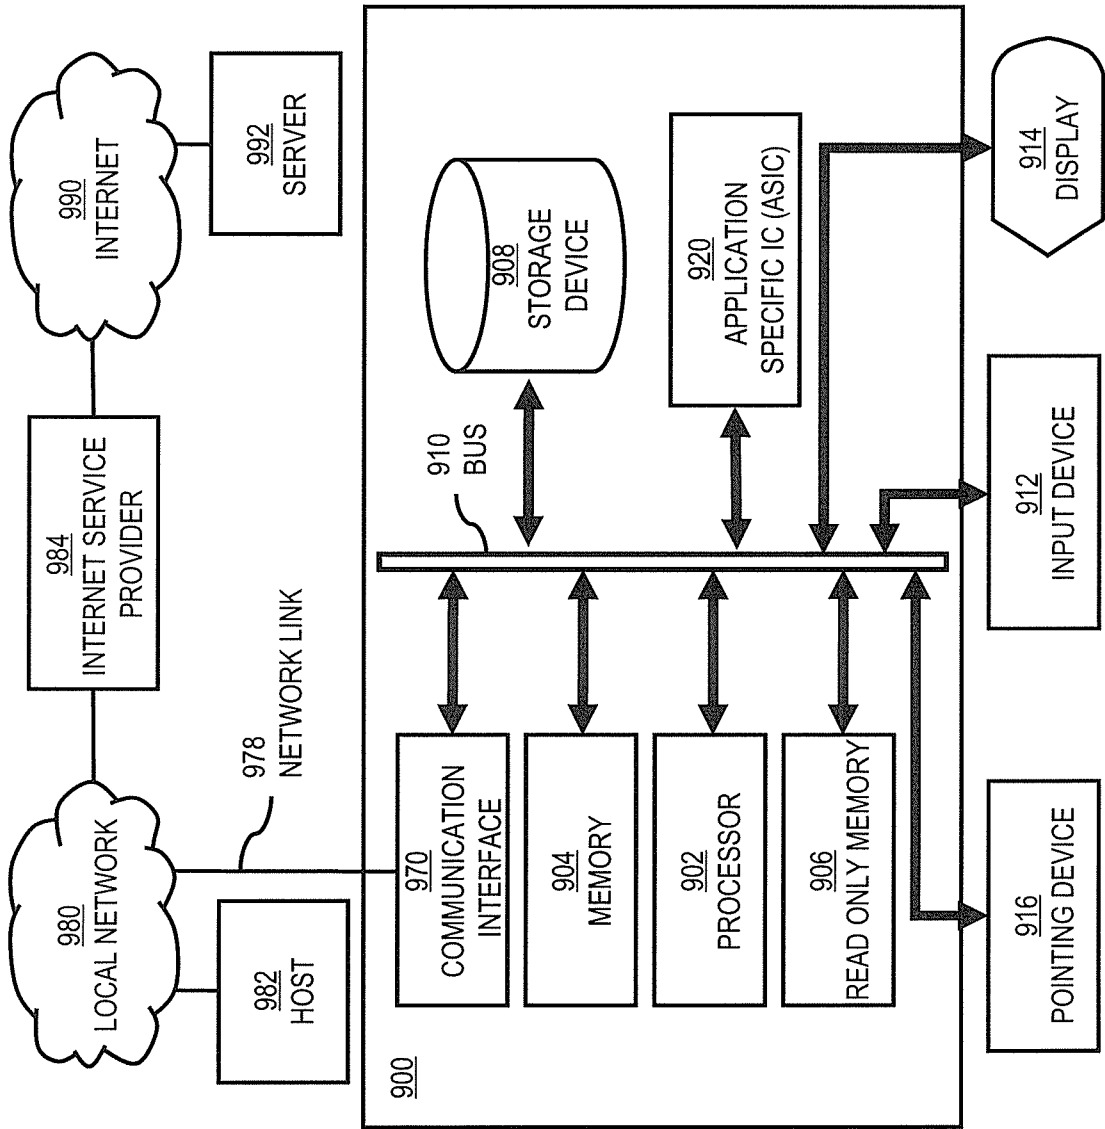 900
980
LOCAL NETWORK
982
HOST
978
NETWORK LINK
984
INTERNET SERVICE
PROVIDER
990
INTERNET
992
SERVER
970
COMMUNICATION
INTERFACE
904
MEMORY
902
PROCESSOR
906
READ ONLY MEMORY
910
BUS
908
STORAGE
DEVICE
920
APPLICATION
SPECIFIC IC (ASIC)
916
POINTING DEVICE
912
INPUT DEVICE
914
DISPLAY